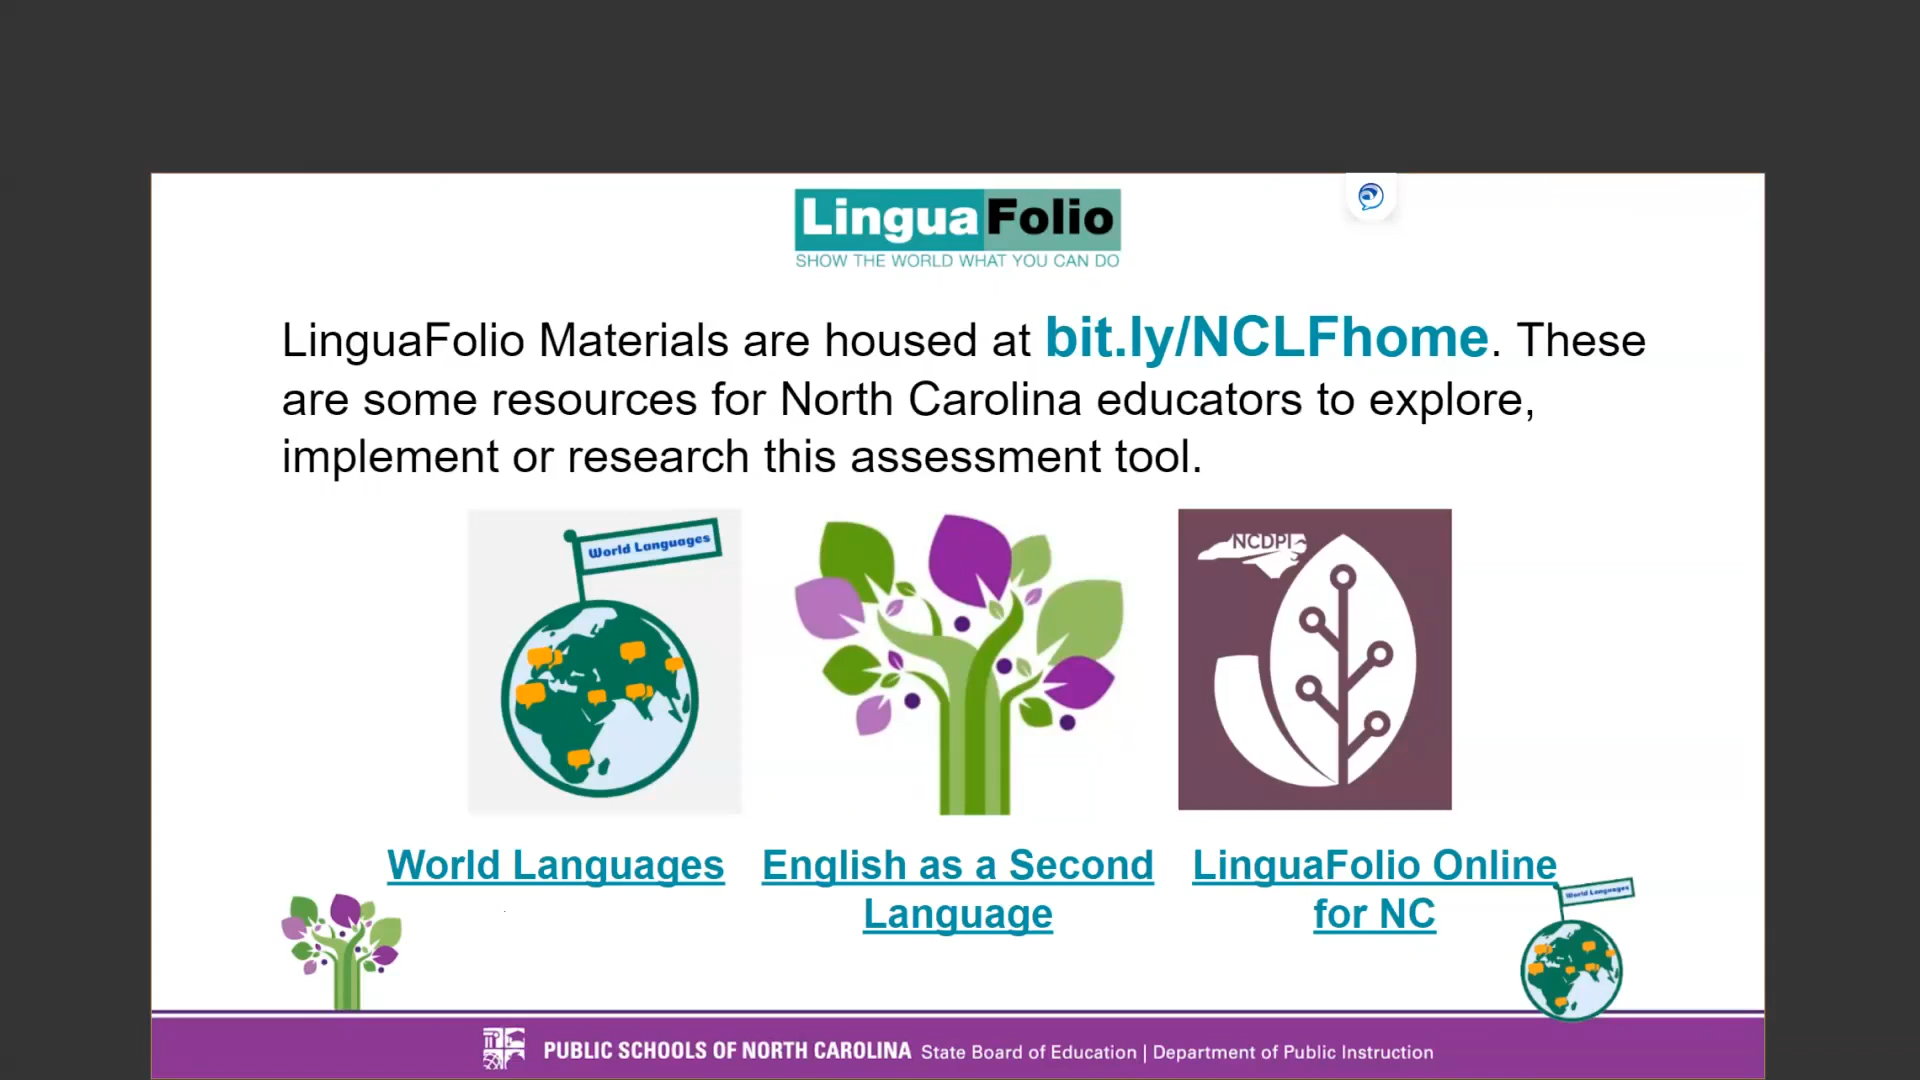 LinguaFolio
SHOW THE WORLD WHAT YOU CAN DO
LinguaFolio Materials are housed at bit.ly/NCLFhome. These
are some resources for North Carolina educators to explore,
implement or research this assessment tool.
World Languages
NCDPI
World Languages
English as a Second
Language
LinguaFolio Online
for NC
World Languages
PUBLIC SCHOOLS OF NORTH CAROLINA State Board of Education | Department of Public Instruction